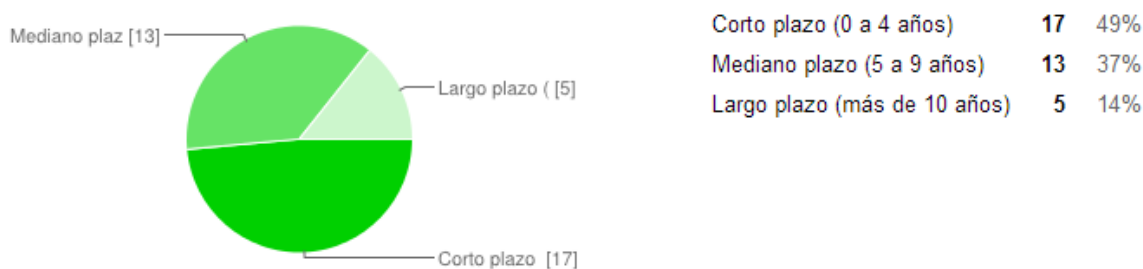 Mediano plaz [13]
Largo plazo ( [5]
Corto plazo [17]
Corto plazo (0 a 4 años) 17 49%
Mediano plazo (5 a 9 años) 13 37%
Largo plazo (más de 10 años) 5 14%